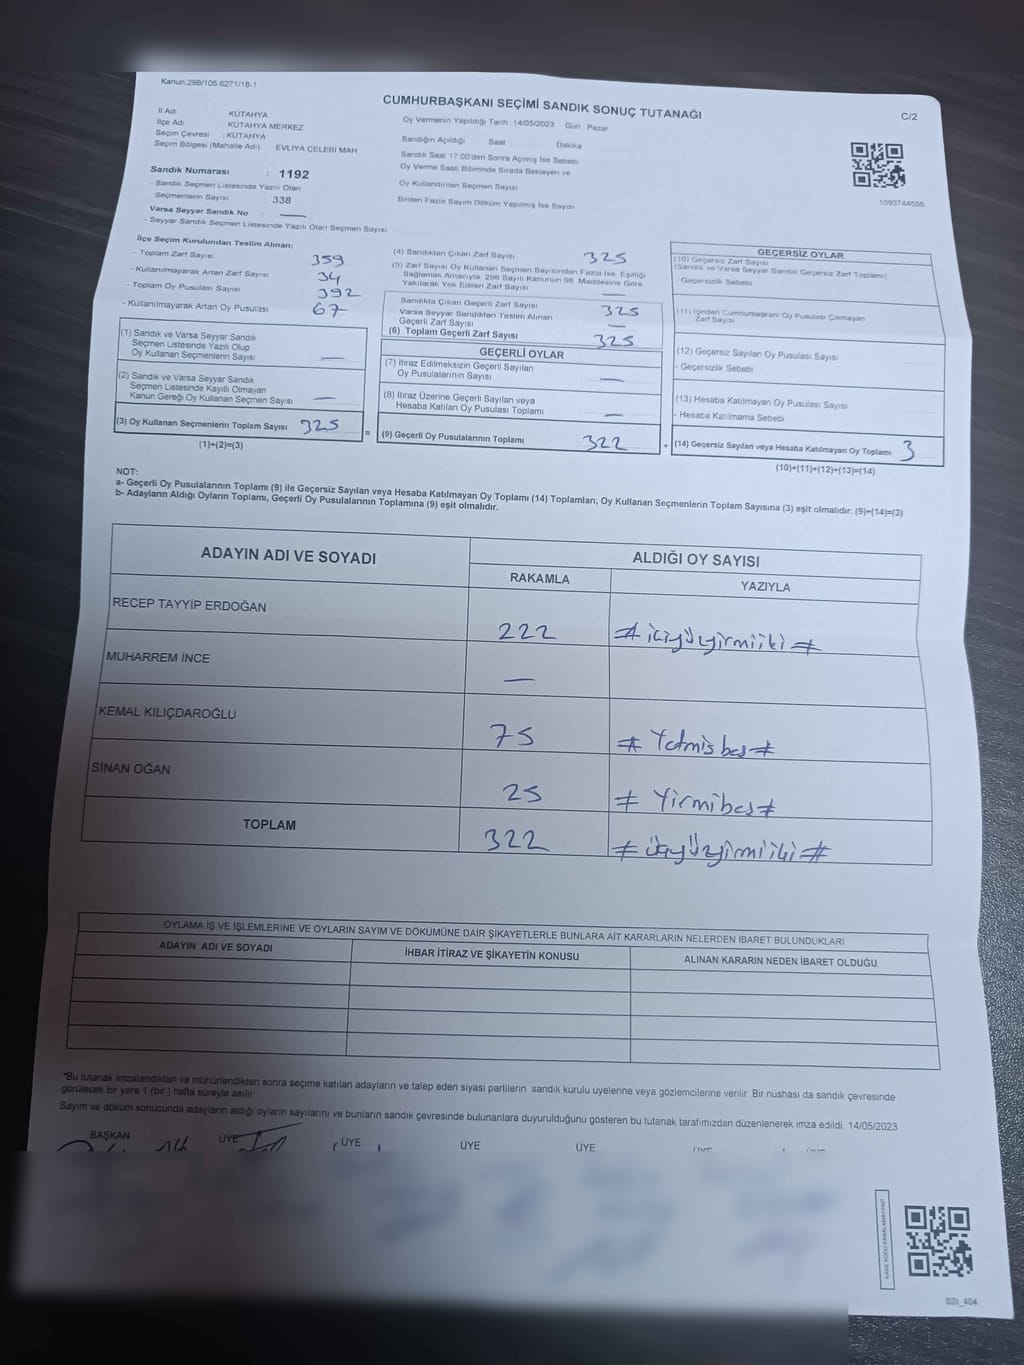 Kanun.298/105.6271/18-1
CUMHURBAŞKANI SEÇİMİ SANDIK SONUÇ TUTANAĞI
C/2
İl Adı KÜTAHYA
İlçe Adı KÜTAHYA MERKEZ
Seçim Çevresi : KÜTAHYA
Seçim Bölgesi (Mahalle Adı) : EVLİYA ÇELEBİ MAH
Oy Vermenin Yapıldığı Tarih : 14/05/2023 Gün : Pazar
Sandığın Açıldığı Saat Dakika
Sandık Saat 17:00'den Sonra Açılmış İse Sebebi
Oy Verme Saati Bitiminde Sırada Bekleyen ve
Oy Kullandırılan Seçmen Sayısı
Birden Fazla Sayım Döküm Yapılmış İse Sayısı
1093744556
Sandık Numarası : 1192
- Sandık Seçmen Listesinde Yazılı Olan
Seçmenlerin Sayısı : 338
Varsa Seyyar Sandık No : —
- Seyyar Sandık Seçmen Listesinde Yazılı Olan Seçmen Sayısı
İlçe Seçim Kurulundan Teslim Alınan:
- Toplam Zarf Sayısı 359
- Kullanılmayarak Artan Zarf Sayısı 34
- Toplam Oy Pusulası Sayısı 392
- Kullanılmayarak Artan Oy Pusulası 67
(1) Sandık ve Varsa Seyyar Sandık
Seçmen Listesinde Yazılı Olup
Oy Kullanan Seçmenlerin Sayısı —
(2) Sandık ve Varsa Seyyar Sandık
Seçmen Listesinde Kayıtlı Olmayan
Kanun Gereği Oy Kullanan Seçmen Sayısı —
(3) Oy Kullanan Seçmenlerin Toplam Sayısı 325
(1)+(2)=(3)
=
(4) Sandıktan Çıkan Zarf Sayısı 325
(5) Zarf Sayısı Oy Kullanan Seçmen Sayısından Fazla İse, Eşitliği
Sağlamak Amacıyla, 298 Sayılı Kanunun 98. Maddesine Göre
Yakılarak Yok Edilen Zarf Sayısı —
Sandıkta Çıkan Geçerli Zarf Sayısı 325
Varsa Seyyar Sandıktan Teslim Alınan
Geçerli Zarf Sayısı —
(6) Toplam Geçerli Zarf Sayısı 325
GEÇERLİ OYLAR
(7) İtiraz Edilmeksizin Geçerli Sayılan
Oy Pusulalarının Sayısı —
(8) İtiraz Üzerine Geçerli Sayılan veya
Hesaba Katılan Oy Pusulası Toplamı —
(9) Geçerli Oy Pusulalarının Toplamı 322
+
GEÇERSİZ OYLAR
(10) Geçersiz Zarf Sayısı
(Sandık ve Varsa Seyyar Sandık Geçersiz Zarf Toplamı)
- Geçersizlik Sebebi
(11) İçinden Cumhurbaşkanı Oy Pusulası Çıkmayan
Zarf Sayısı
(12) Geçersiz Sayılan Oy Pusulası Sayısı
- Geçersizlik Sebebi
(13) Hesaba Katılmayan Oy Pusulası Sayısı
- Hesaba Katılmama Sebebi
(14) Geçersiz Sayılan veya Hesaba Katılmayan Oy Toplamı 3
(10)+(11)+(12)+(13)=(14)
NOT:
a- Geçerli Oy Pusulalarının Toplamı (9) ile Geçersiz Sayılan veya Hesaba Katılmayan Oy Toplamı (14) Toplamları, Oy Kullanan Seçmenlerin Toplam Sayısına (3) eşit olmalıdır. (9)+(14)=(3)
b- Adayların Aldığı Oyların Toplamı, Geçerli Oy Pusulalarının Toplamına (9) eşit olmalıdır.
ADAYIN ADI VE SOYADI ALDIĞI OY SAYISI
RAKAMLA YAZIYLA
RECEP TAYYİP ERDOĞAN 222 # ikiyüzyirmiiki #
MUHARREM İNCE —
KEMAL KILIÇDAROĞLU 75 # Yetmiş beş #
SİNAN OĞAN 25 # Yirmibeş #
TOPLAM 322 # üçyüzyirmiiki #
OYLAMA İŞ VE İŞLEMLERİNE VE OYLARIN SAYIM VE DÖKÜMÜNE DAİR ŞİKAYETLERLE BUNLARA AİT KARARLARIN NELERDEN İBARET BULUNDUKLARI
ADAYIN ADI VE SOYADI İHBAR İTİRAZ VE ŞİKAYETİN KONUSU ALINAN KARARIN NEDEN İBARET OLDUĞU
*Bu tutanak imzalandıktan ve mühürlendikten sonra seçime katılan adayların ve talep eden siyasi partilerin sandık kurulu üyelerine veya gözlemcilerine verilir. Bir nüshası da sandık çevresinde
görülecek bir yere 1 (bir) hafta süreyle asılır.
Sayım ve döküm sonucunda adayların aldığı oyların sayılarını ve bunların sandık çevresinde bulunanlara duyurulduğunu gösteren bu tutanak tarafımızdan düzenlenerek imza edildi. 14/05/2023
BAŞKAN ÜYE ÜYE ÜYE ÜYE
SSI_404